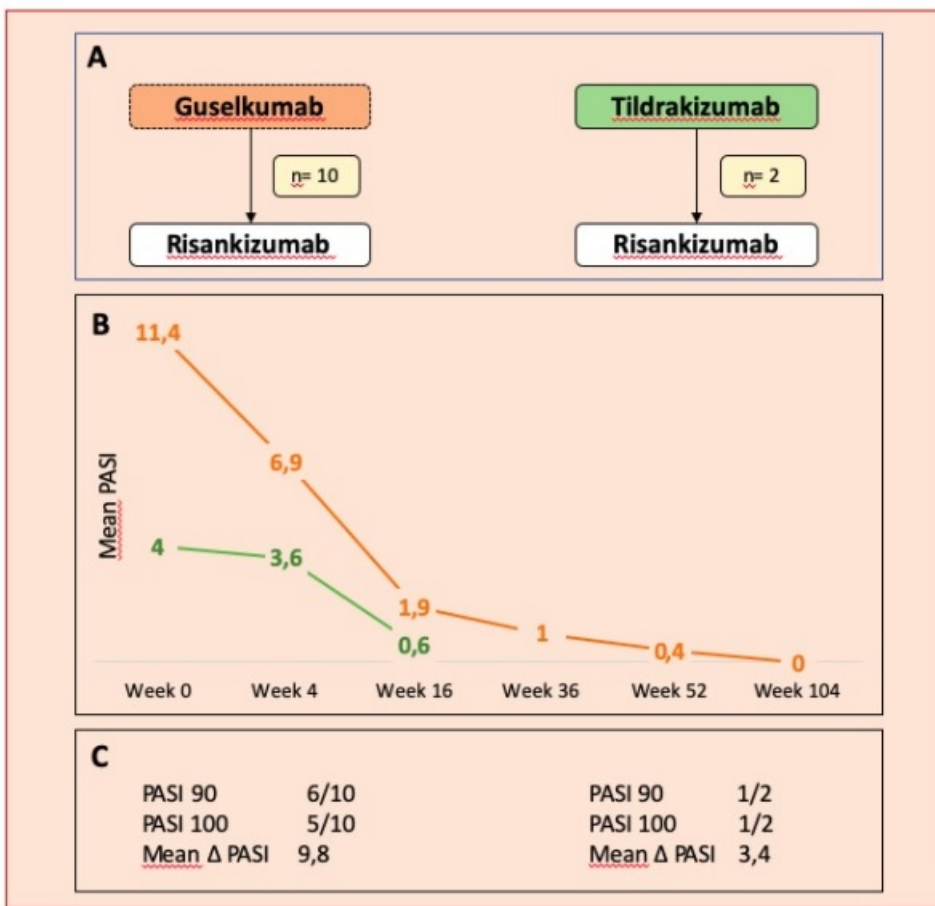 A
Guselkumab
Tildrakizumab
n= 10
n= 2
Risankizumab
Risankizumab
B
11,4
6,9
Mean PASI
4
3,6
1,9
0,6
1
0,4
0
Week 0 Week 4 Week 16 Week 36 Week 52 Week 104
C
PASI 90 6/10 PASI 90 1/2
PASI 100 5/10 PASI 100 1/2
Mean Δ PASI 9,8 Mean Δ PASI 3,4